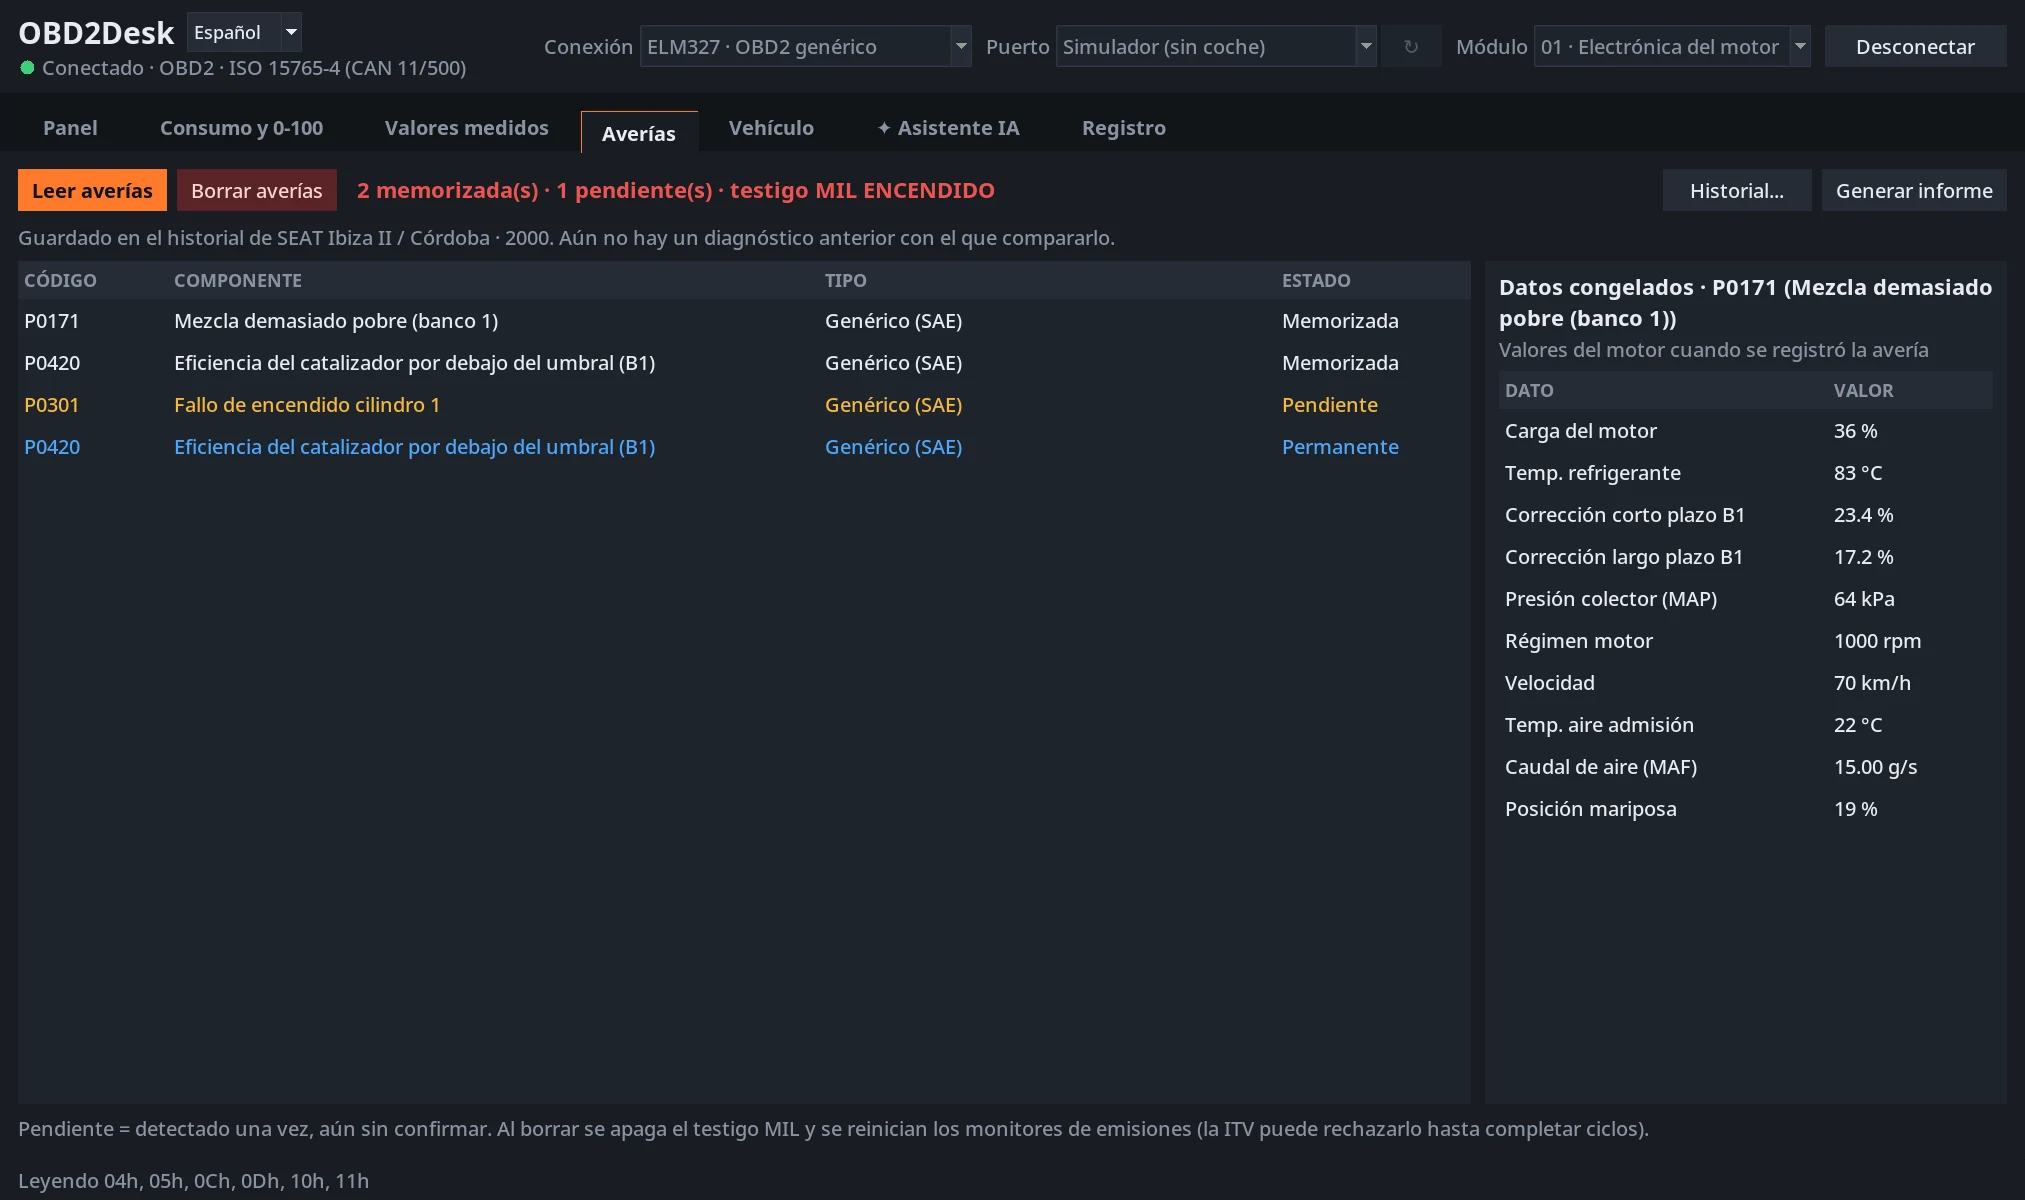 OBD2Desk Español
Conectado · OBD2 · ISO 15765-4 (CAN 11/500)
Conexión ELM327 · OBD2 genérico Puerto Simulador (sin coche) ↻ Módulo 01 · Electrónica del motor Desconectar
Panel Consumo y 0-100 Valores medidos Averías Vehículo ✦ Asistente IA Registro
Leer averías Borrar averías 2 memorizada(s) · 1 pendiente(s) · testigo MIL ENCENDIDO Historial... Generar informe
Guardado en el historial de SEAT Ibiza II / Córdoba · 2000. Aún no hay un diagnóstico anterior con el que compararlo.
CÓDIGO COMPONENTE TIPO ESTADO
P0171 Mezcla demasiado pobre (banco 1) Genérico (SAE) Memorizada
P0420 Eficiencia del catalizador por debajo del umbral (B1) Genérico (SAE) Memorizada
P0301 Fallo de encendido cilindro 1 Genérico (SAE) Pendiente
P0420 Eficiencia del catalizador por debajo del umbral (B1) Genérico (SAE) Permanente
Datos congelados · P0171 (Mezcla demasiado
pobre (banco 1))
Valores del motor cuando se registró la avería
DATO VALOR
Carga del motor 36 %
Temp. refrigerante 83 °C
Corrección corto plazo B1 23.4 %
Corrección largo plazo B1 17.2 %
Presión colector (MAP) 64 kPa
Régimen motor 1000 rpm
Velocidad 70 km/h
Temp. aire admisión 22 °C
Caudal de aire (MAF) 15.00 g/s
Posición mariposa 19 %
Pendiente = detectado una vez, aún sin confirmar. Al borrar se apaga el testigo MIL y se reinician los monitores de emisiones (la ITV puede rechazarlo hasta completar ciclos).
Leyendo 04h, 05h, 0Ch, 0Dh, 10h, 11h